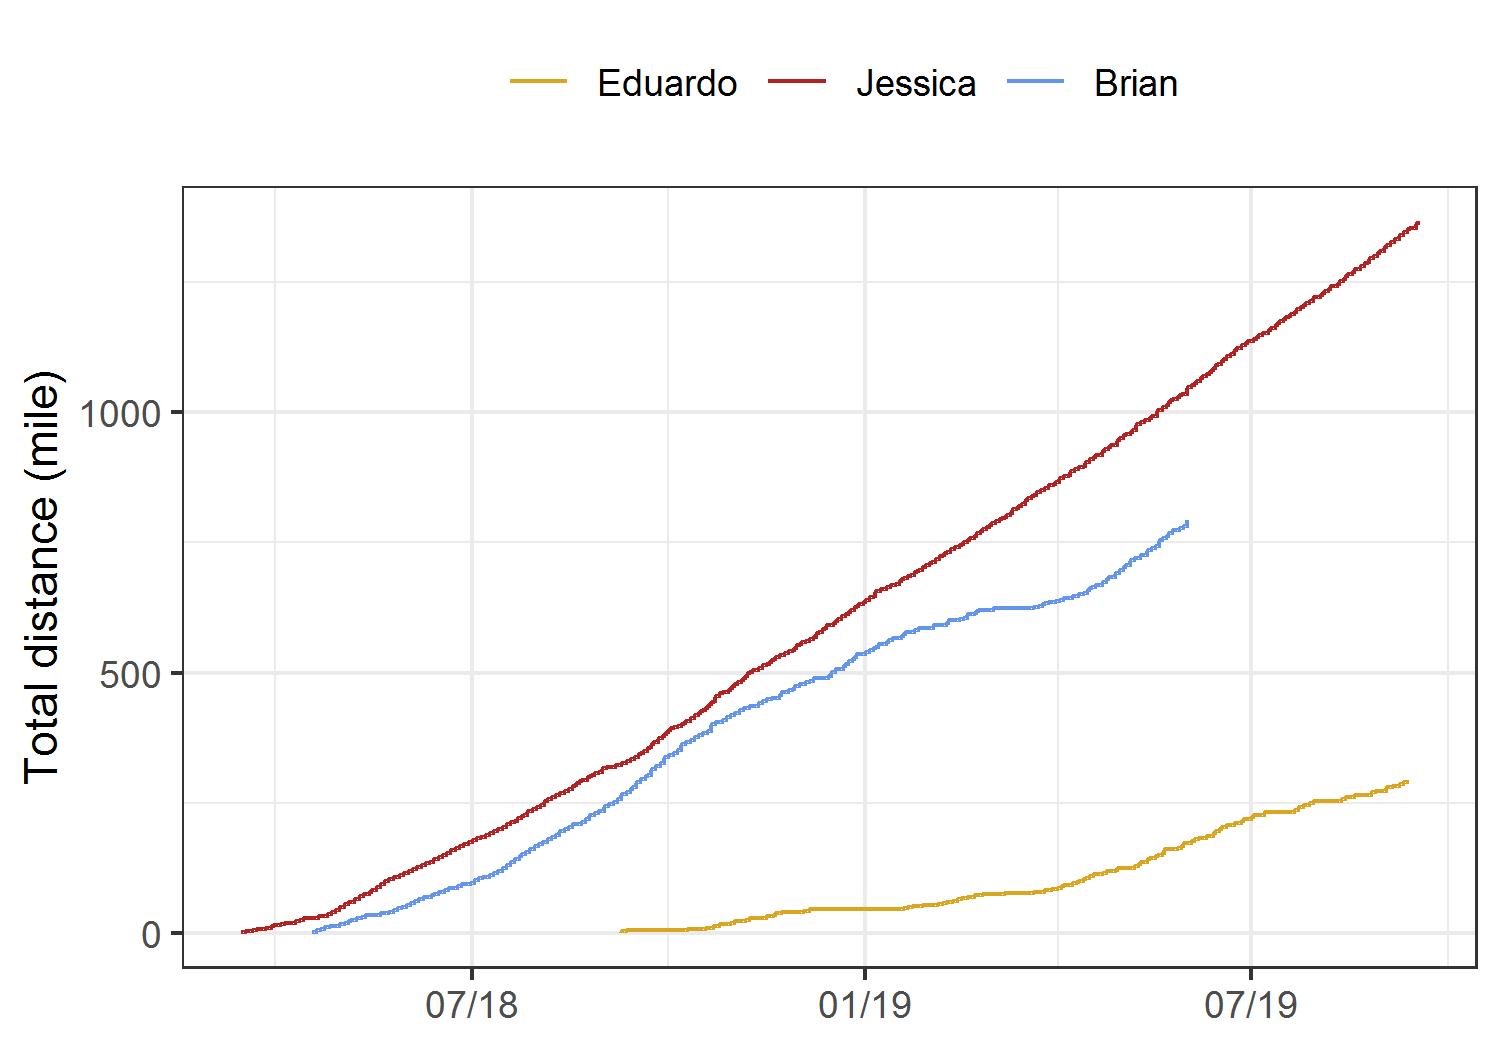 Eduardo Jessica Brian
Total distance (mile)
1000
500
0
07/18 01/19 07/19